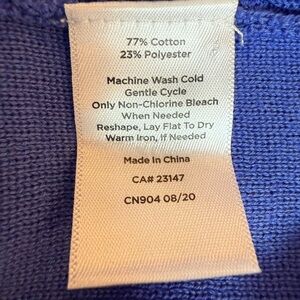 77% Cotton
23% Polyester
Machine Wash Cold
Gentle Cycle
Only Non-Chlorine Bleach
When Needed
Reshape, Lay Flat To Dry
Warm Iron, If Needed
Made in China
CA# 23147
CN904 08/20